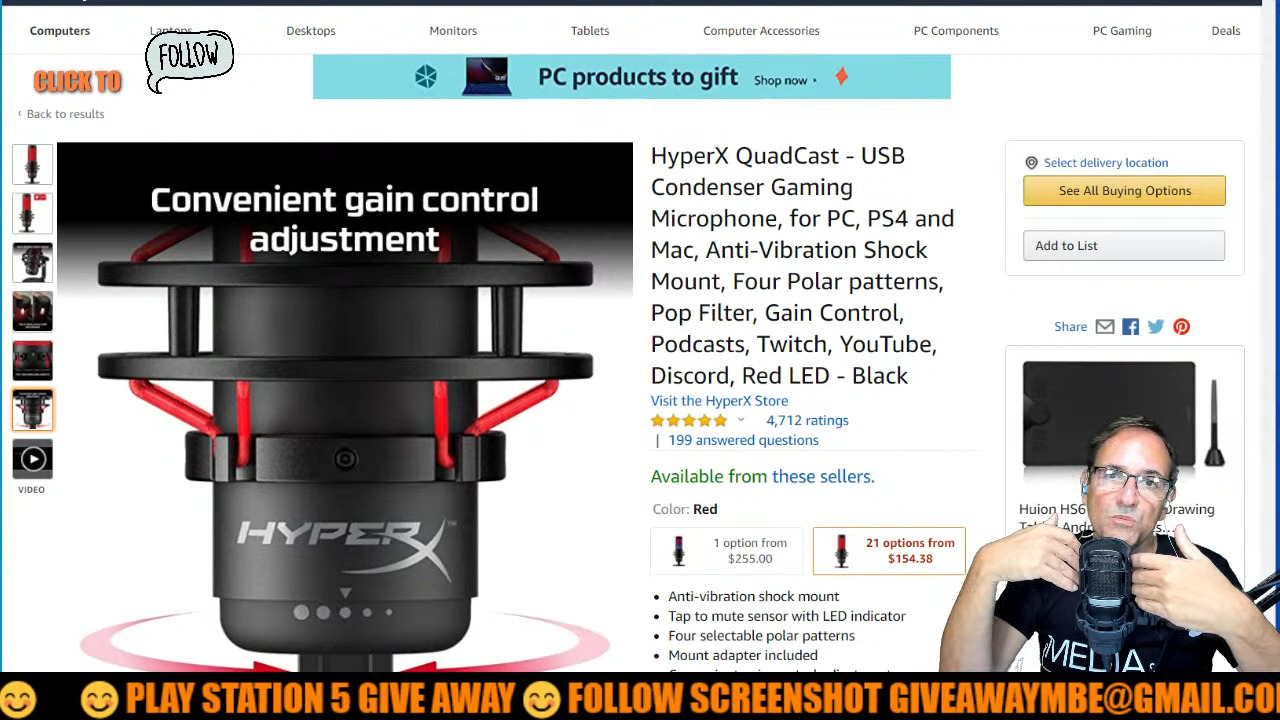 Computers Laptops Desktops Monitors Tablets Computer Accessories PC Components PC Gaming Deals
CLICK TO
FOLLOW
PC products to gift Shop now
Back to results
Convenient gain control
adjustment
HYPERX
VIDEO
HyperX QuadCast - USB
Condenser Gaming
Microphone, for PC, PS4 and
Mac, Anti-Vibration Shock
Mount, Four Polar patterns,
Pop Filter, Gain Control,
Podcasts, Twitch, YouTube,
Discord, Red LED - Black
Visit the HyperX Store
4,712 ratings
| 199 answered questions
Available from these sellers.
Color: Red
1 option from
$255.00
21 options from
$154.38
• Anti-vibration shock mount
• Tap to mute sensor with LED indicator
• Four selectable polar patterns
• Mount adapter included
Select delivery location
See All Buying Options
Add to List
Share
Huion HS6 Drawing
MEDIA
PLAY STATION 5 GIVE AWAY FOLLOW SCREENSHOT GIVEAWAYMBE@GMAIL.CO